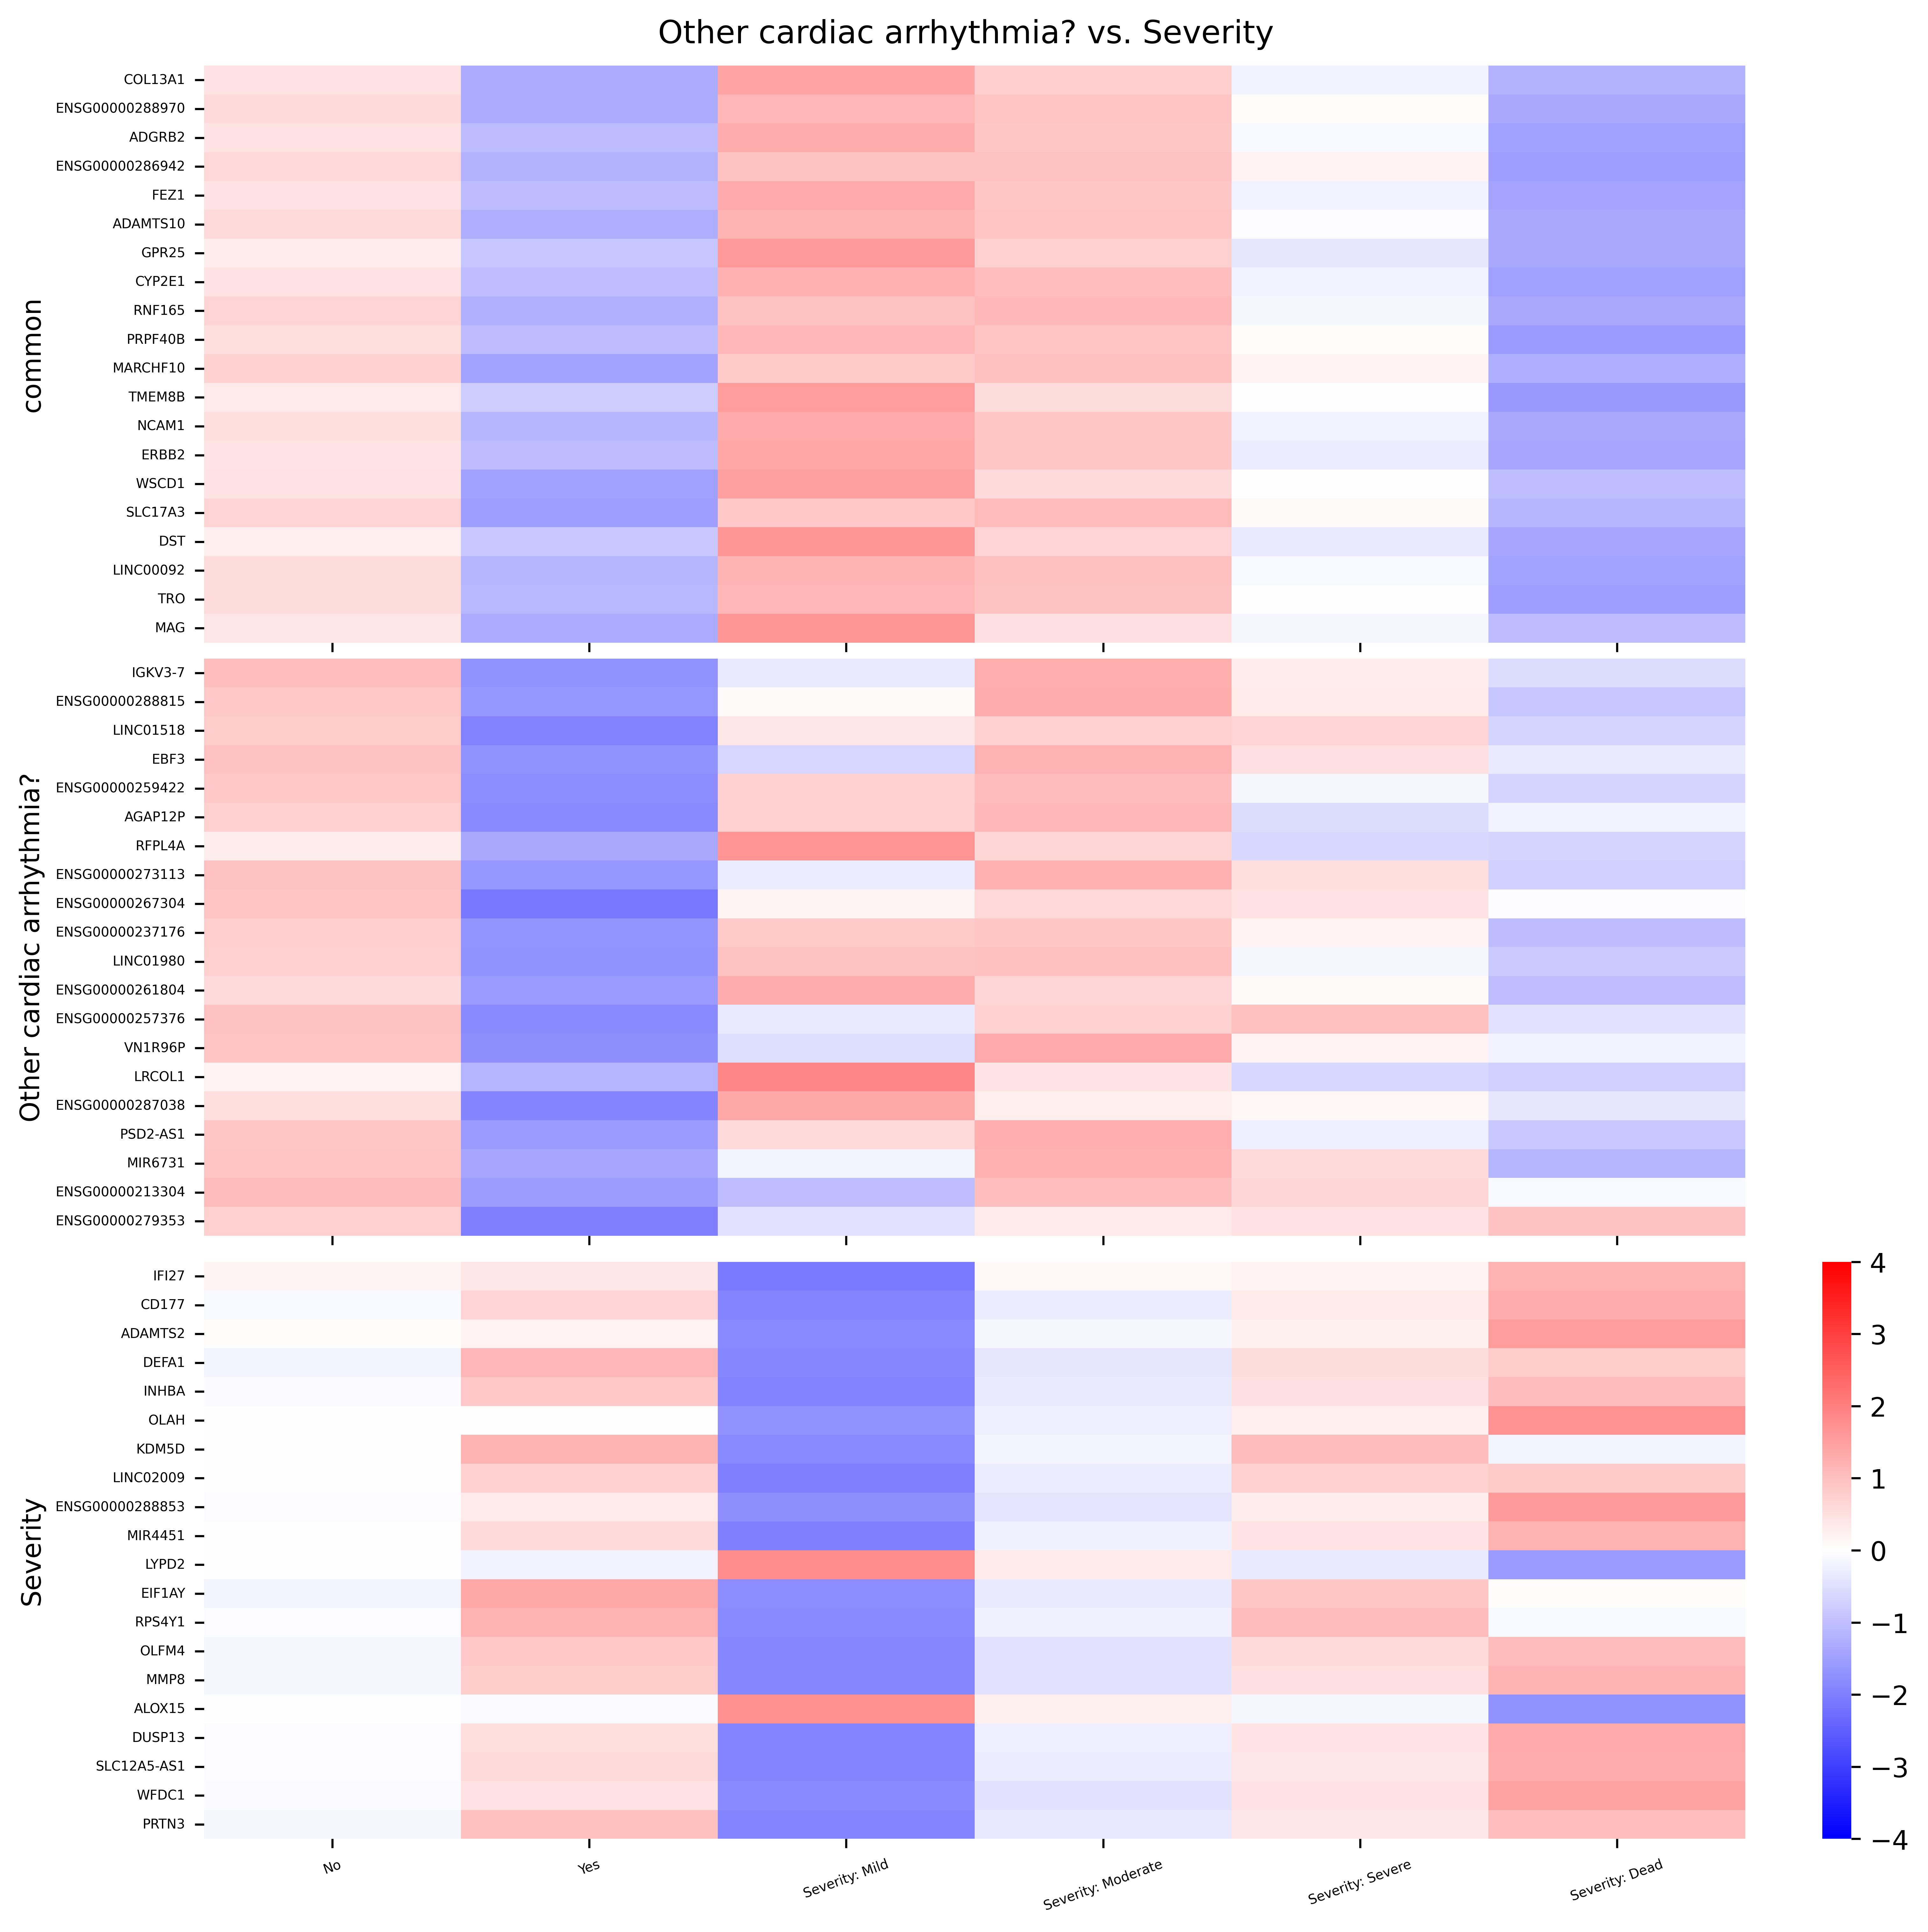 Other cardiac arrhythmia? vs. Severity
common
COL13A1
ENSG00000288970
ADGRB2
ENSG00000286942
FEZ1
ADAMTS10
GPR25
CYP2E1
RNF165
PRPF40B
MARCHF10
TMEM8B
NCAM1
ERBB2
WSCD1
SLC17A3
DST
LINC00092
TRO
MAG
Other cardiac arrhythmia?
IGKV3-7
ENSG00000288815
LINC01518
EBF3
ENSG00000259422
AGAP12P
RFPL4A
ENSG00000273113
ENSG00000267304
ENSG00000237176
LINC01980
ENSG00000261804
ENSG00000257376
VN1R96P
LRCOL1
ENSG00000287038
PSD2-AS1
MIR6731
ENSG00000213304
ENSG00000279353
Severity
IFI27
CD177
ADAMTS2
DEFA1
INHBA
OLAH
KDM5D
LINC02009
ENSG00000288853
MIR4451
LYPD2
EIF1AY
RPS4Y1
OLFM4
MMP8
ALOX15
DUSP13
SLC12A5-AS1
WFDC1
PRTN3
No
Yes
Severity: Mild
Severity: Moderate
Severity: Severe
Severity: Dead
4
3
2
1
0
−1
−2
−3
−4